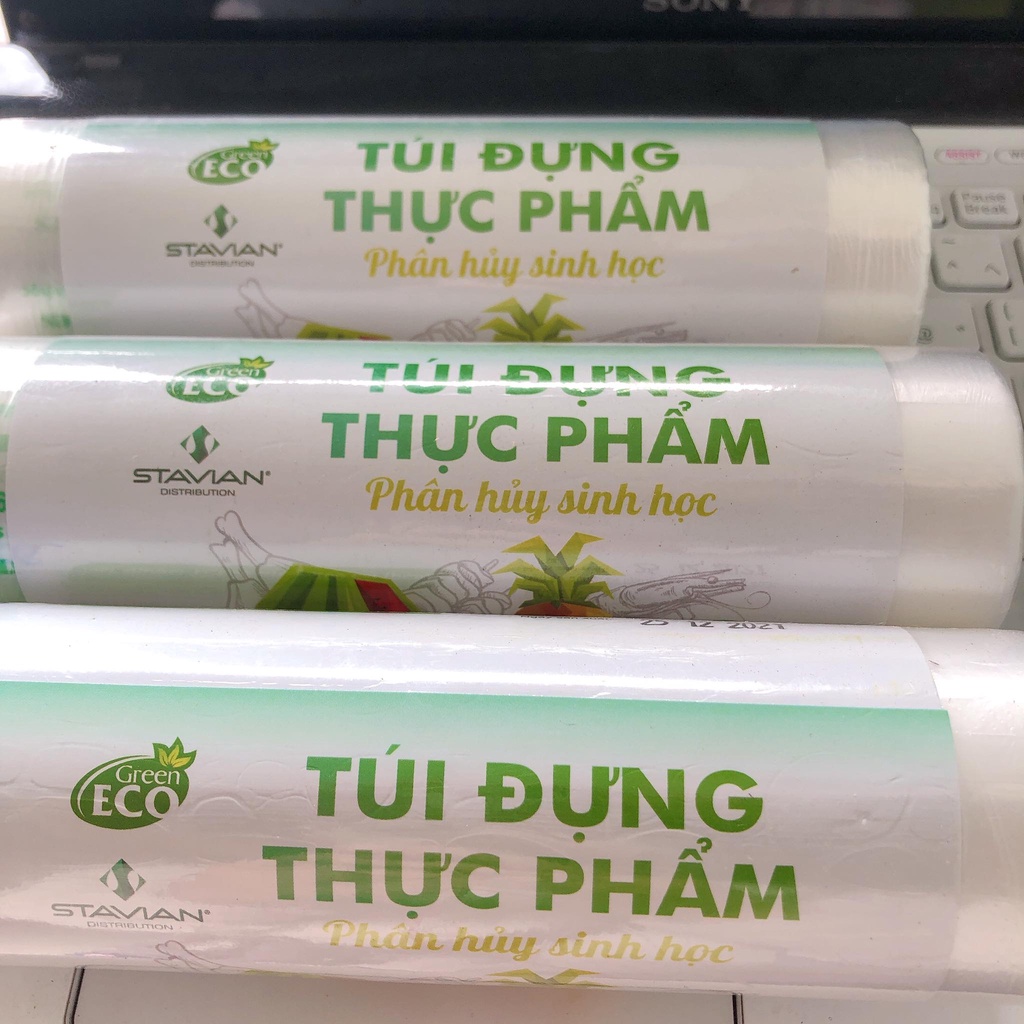 SONY
Green
ECO
TÚI ĐỰNG
THỰC PHẨM
Phân hủy sinh học
STAVIAN
DISTRIBUTION
Pause
Break
Green
ECO
TÚI ĐỰNG
THỰC PHẨM
Phân hủy sinh học
STAVIAN
DISTRIBUTION
25 12 2021
Green
ECO
TÚI ĐỰNG
THỰC PHẨM
Phân hủy sinh học
STAVIAN
DISTRIBUTION